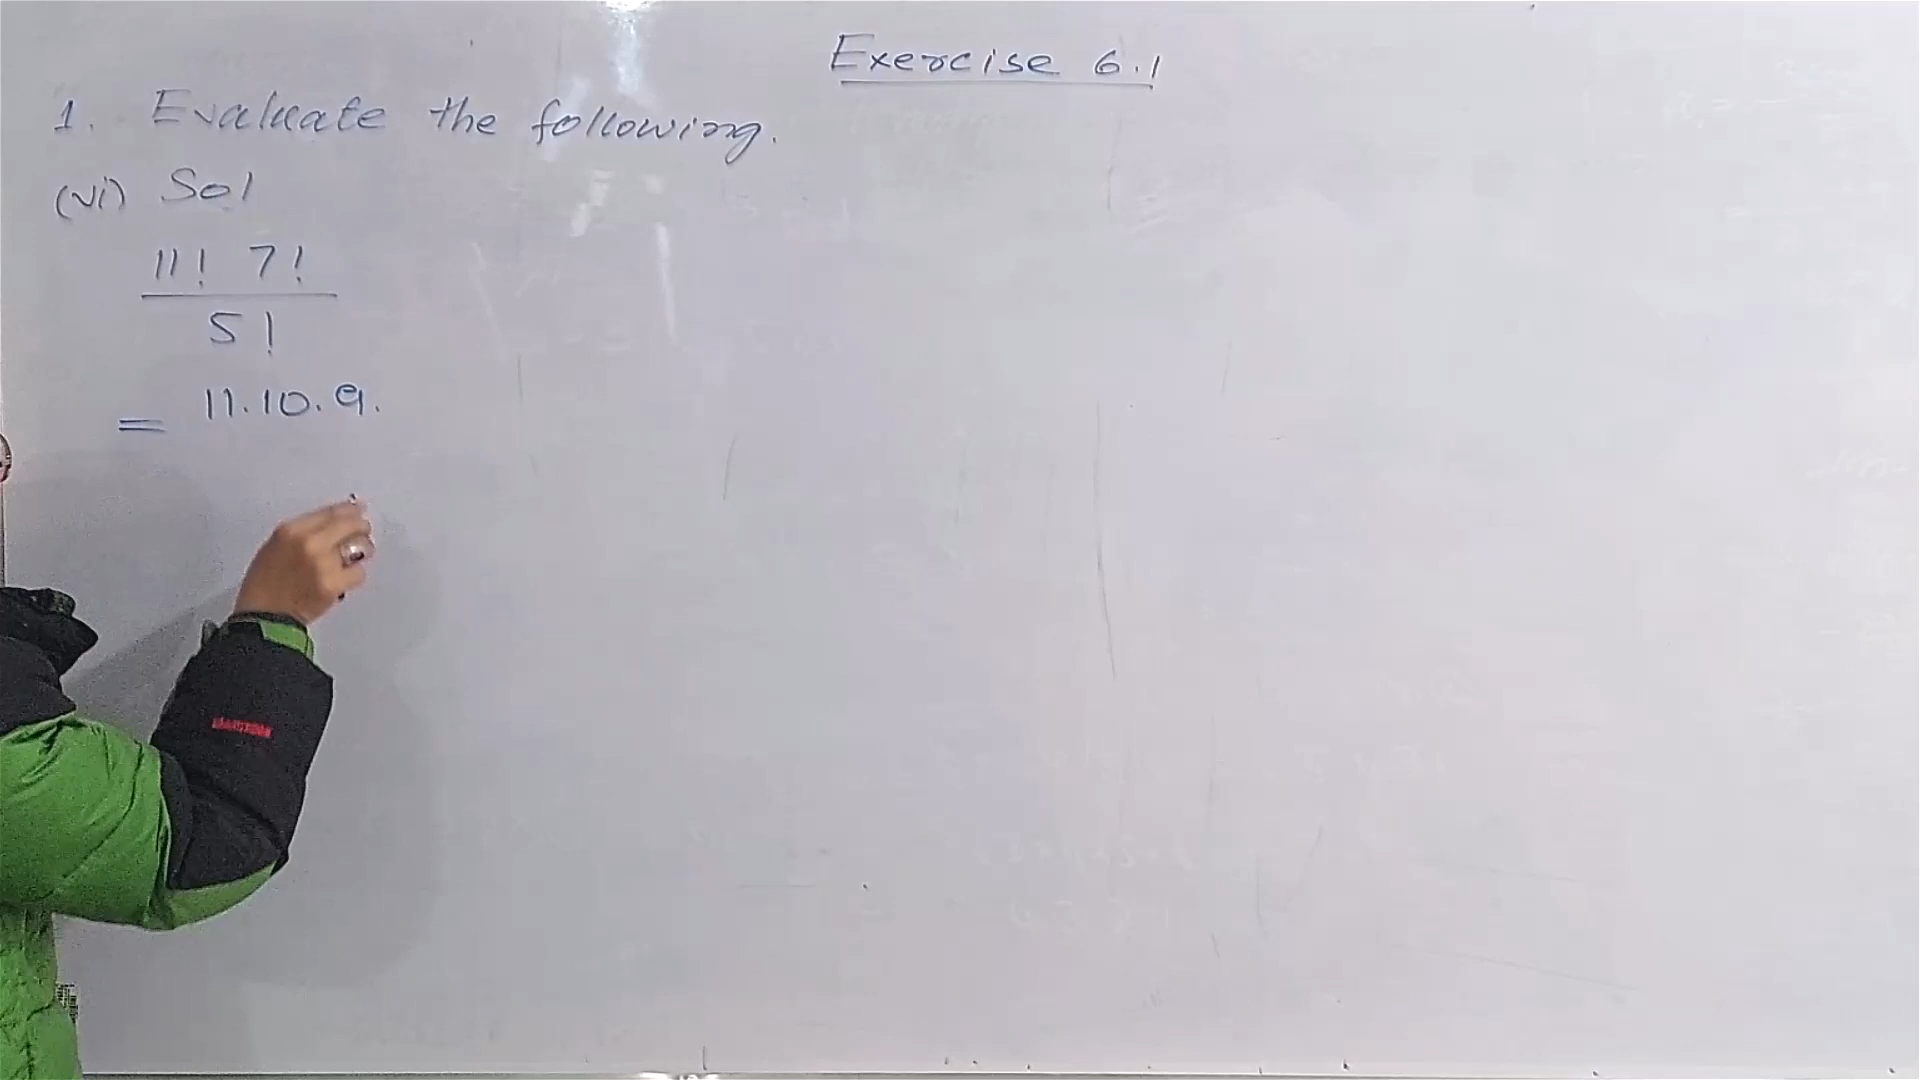 Exercise 6.1
1. Evaluate the following.
(vi) Sol
11! 7!
5!
= 11.10.9.